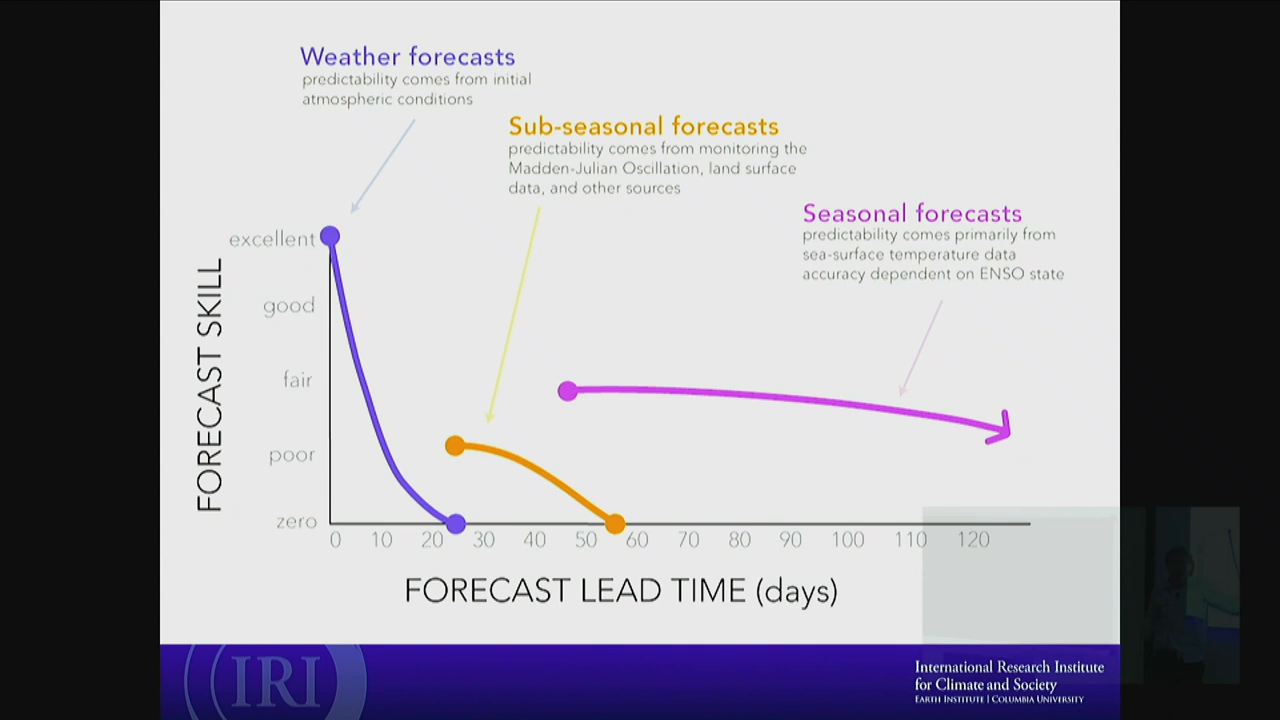 Weather forecasts
predictability comes from initial
atmospheric conditions
Sub-seasonal forecasts
predictability comes from monitoring the
Madden-Julian Oscillation, land surface
data, and other sources
Seasonal forecasts
predictability comes primarily from
sea-surface temperature data
accuracy dependent on ENSO state
FORECAST SKILL
excellent
good
fair
poor
zero
0 10 20 30 40 50 60 70 80 90 100 110 120
FORECAST LEAD TIME (days)
IRI
International Research Institute
for Climate and Society
EARTH INSTITUTE | COLUMBIA UNIVERSITY